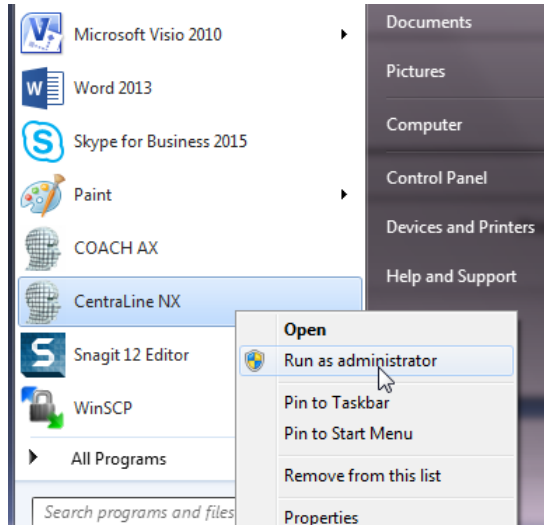 Microsoft Visio 2010
Word 2013
Skype for Business 2015
Paint
COACH AX
CentraLine NX
Snagit 12 Editor
WinSCP
All Programs
Search programs and files
Documents
Pictures
Computer
Control Panel
Devices and Printers
Help and Support
Open
Run as administrator
Pin to Taskbar
Pin to Start Menu
Remove from this list
Properties